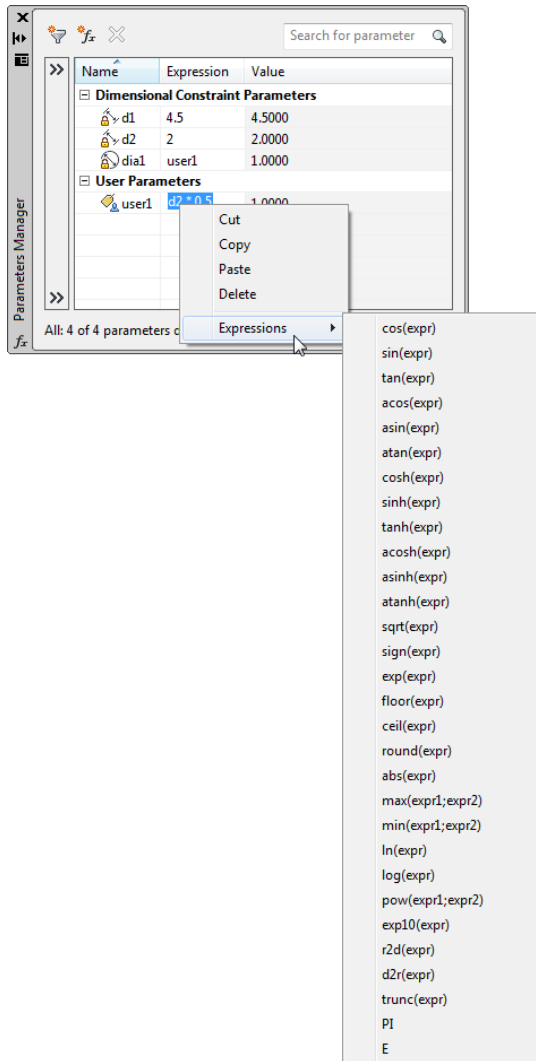 fx
Search for parameter
Name Expression Value
Dimensional Constraint Parameters
d1 4.5 4.5000
d2 2 2.0000
dia1 user1 1.0000
User Parameters
user1 d2 * 0.5 1.0000
Cut
Copy
Paste
Delete
Expressions
Parameters Manager
fx
All: 4 of 4 parameters d
cos(expr)
sin(expr)
tan(expr)
acos(expr)
asin(expr)
atan(expr)
cosh(expr)
sinh(expr)
tanh(expr)
acosh(expr)
asinh(expr)
atanh(expr)
sqrt(expr)
sign(expr)
exp(expr)
floor(expr)
ceil(expr)
round(expr)
abs(expr)
max(expr1;expr2)
min(expr1;expr2)
ln(expr)
log(expr)
pow(expr1;expr2)
exp10(expr)
r2d(expr)
d2r(expr)
trunc(expr)
PI
E